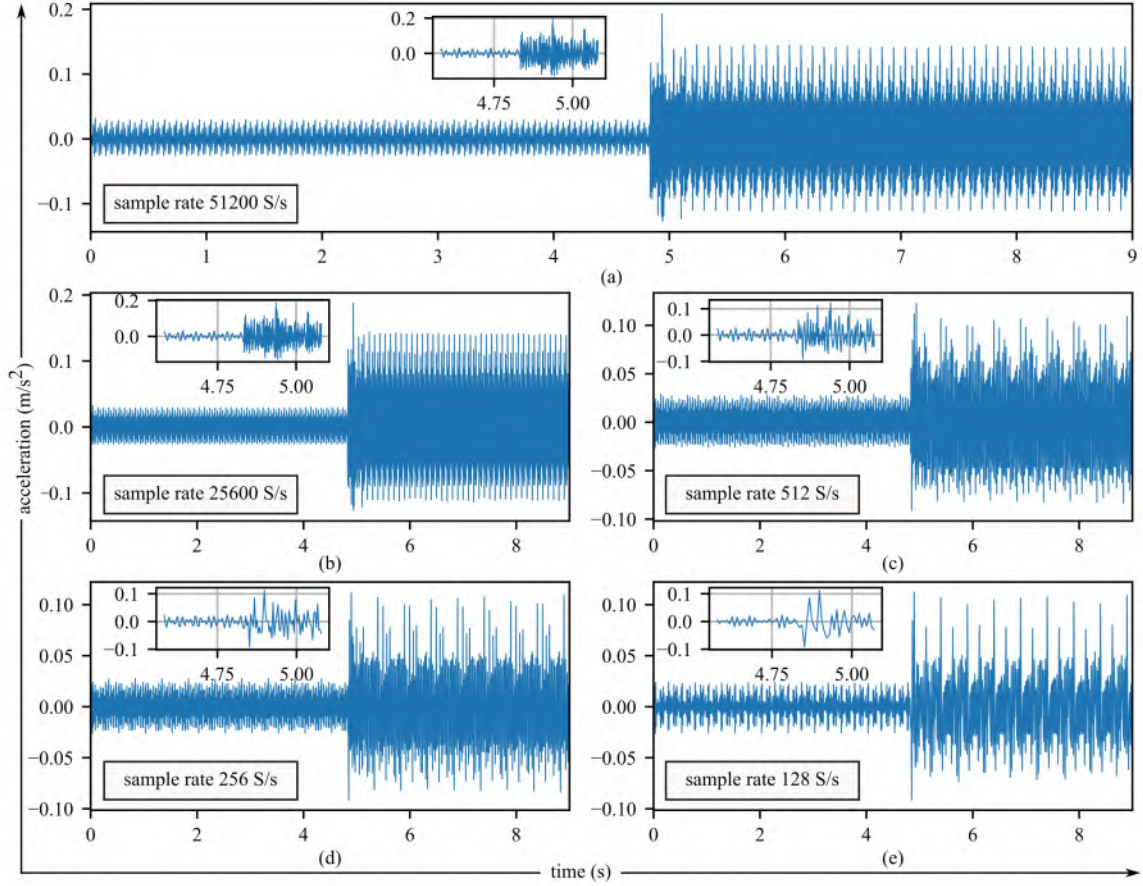 0.2
0.1
0.0
−0.1
0.2
0.0
4.75 5.00
sample rate 51200 S/s
0 1 2 3 4 5 6 7 8 9
(a)
acceleration (m/s²)
0.2
0.1
0.0
−0.1
0.2
0.0
4.75 5.00
sample rate 25600 S/s
0 2 4 6 8
(b)
0.10
0.05
0.00
−0.05
−0.10
0.1
0.0
−0.1
4.75 5.00
sample rate 512 S/s
0 2 4 6 8
(c)
0.10
0.05
0.00
−0.05
−0.10
0.1
0.0
−0.1
4.75 5.00
sample rate 256 S/s
0 2 4 6 8
(d)
0.10
0.05
0.00
−0.05
−0.10
0.1
0.0
−0.1
4.75 5.00
sample rate 128 S/s
0 2 4 6 8
(e)
time (s)